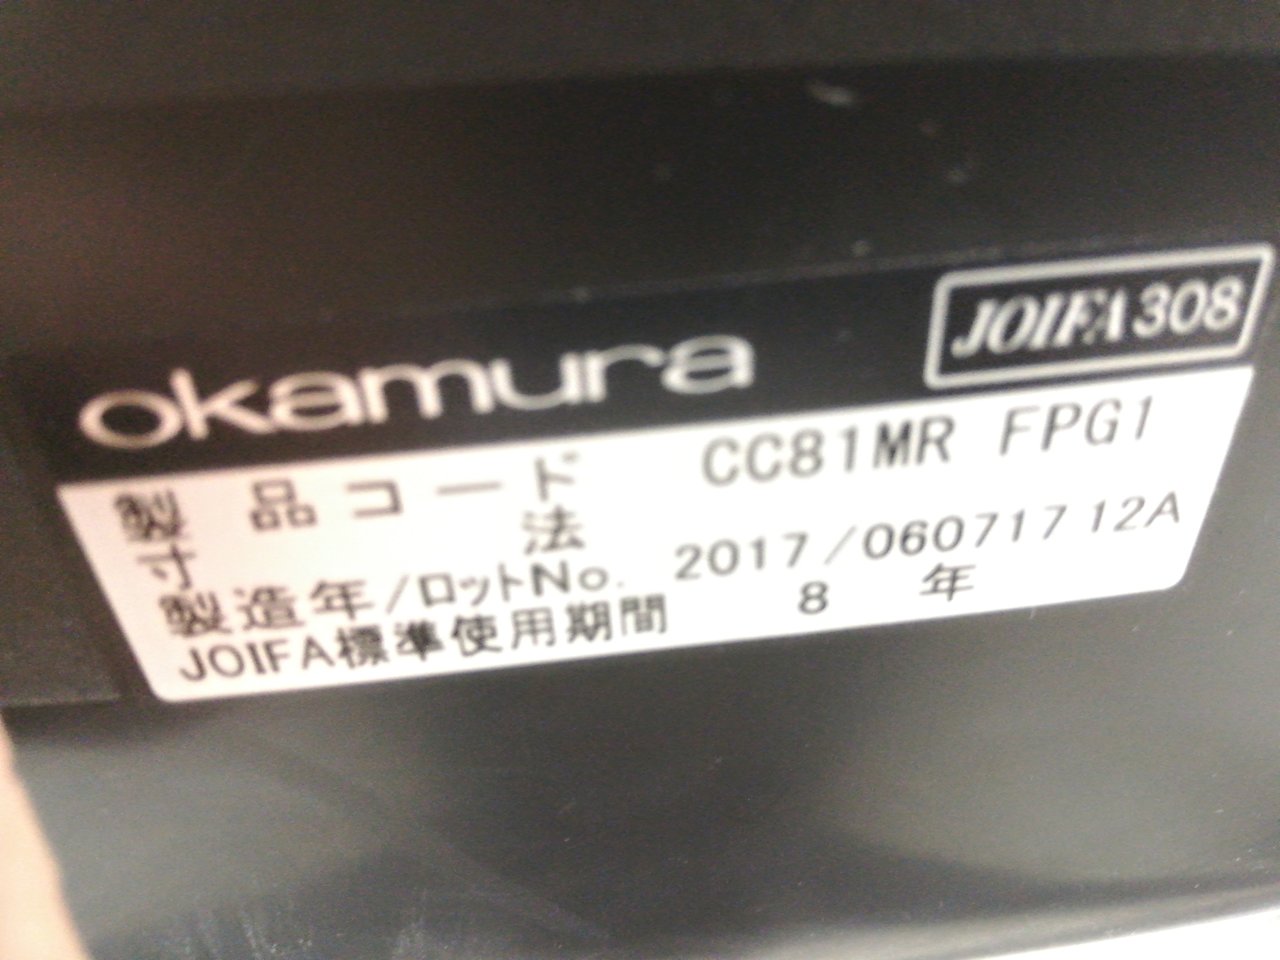 okamura
JOIFA308
製品コード CC81MR FPG1
寸法
製造年/ロットNo. 2017/06071712A
JOIFA標準使用期間 8 年